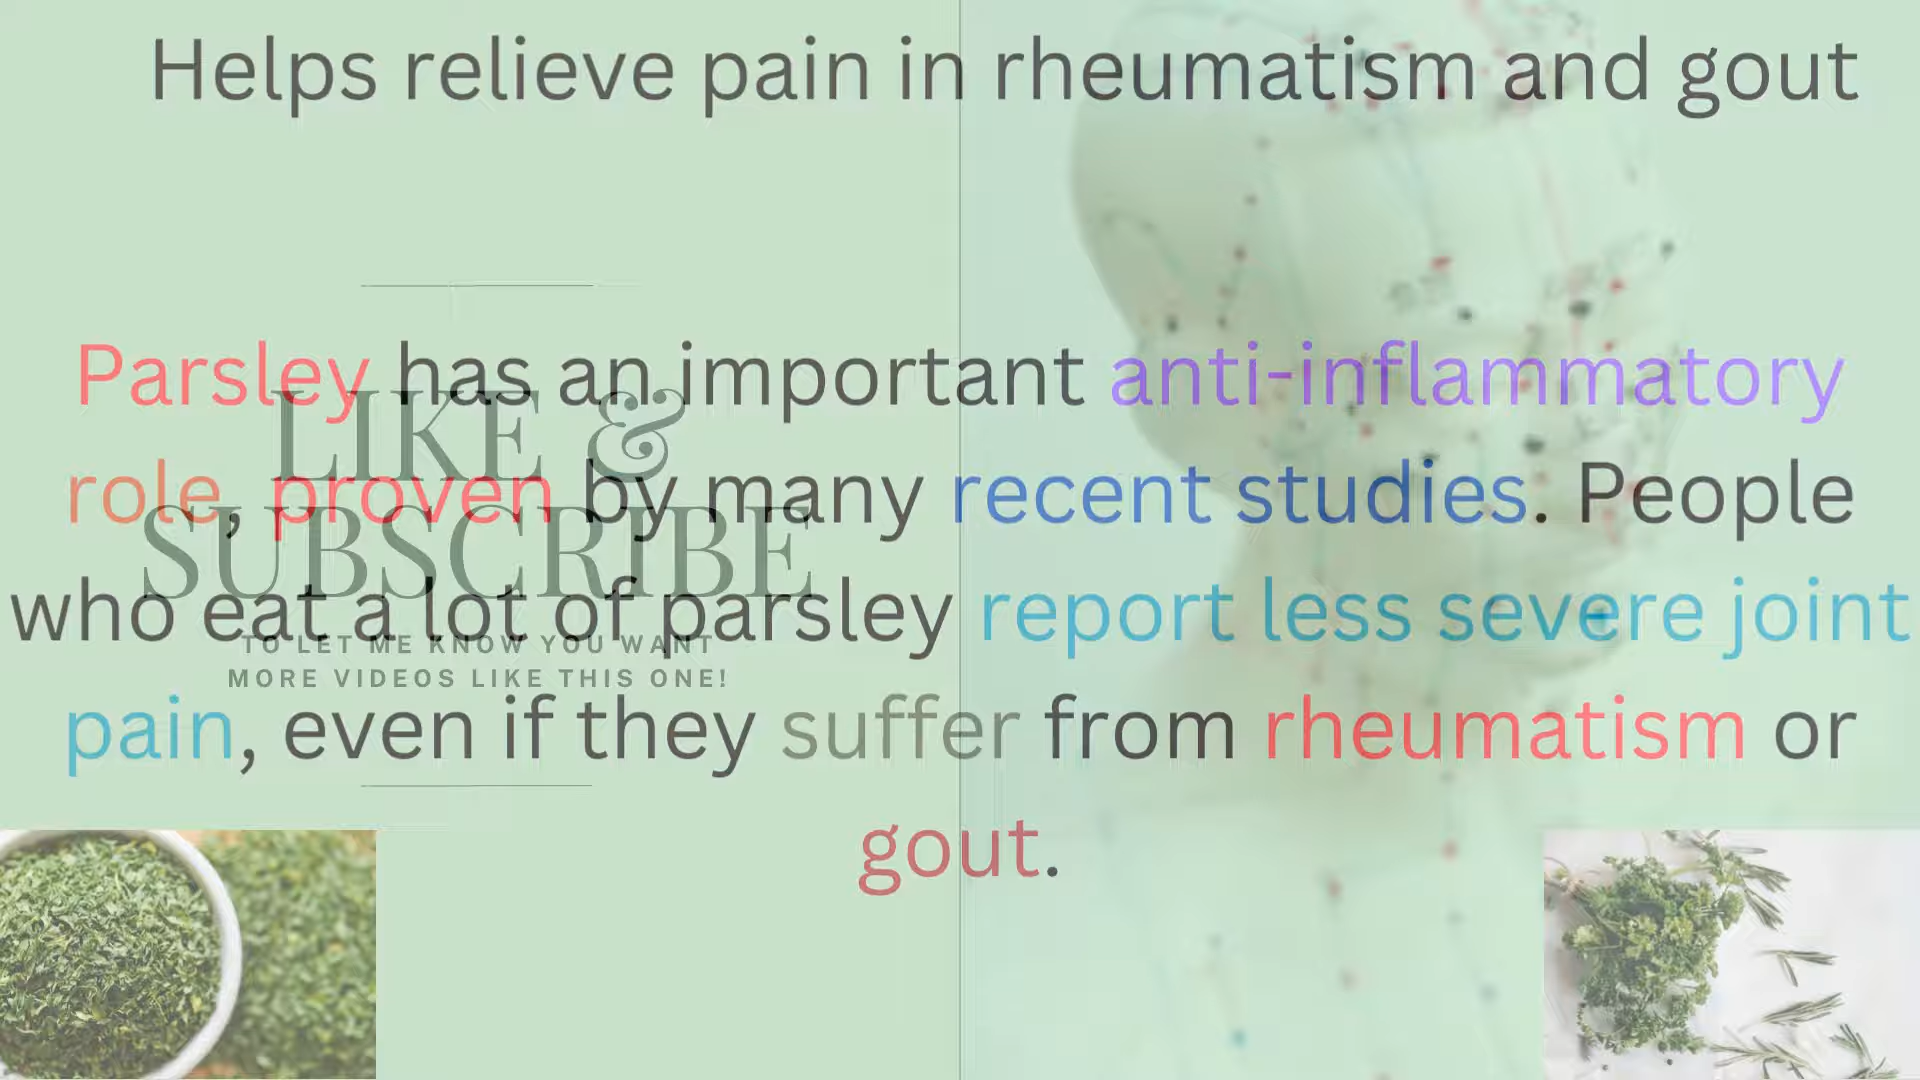 Helps relieve pain in rheumatism and gout
Parsley has an important anti-inflammatory
role, proven by many recent studies. People
who eat a lot of parsley report less severe joint
pain, even if they suffer from rheumatism or
gout.
LIKE &
SUBSCRIBE
TO LET ME KNOW YOU WANT
MORE VIDEOS LIKE THIS ONE!